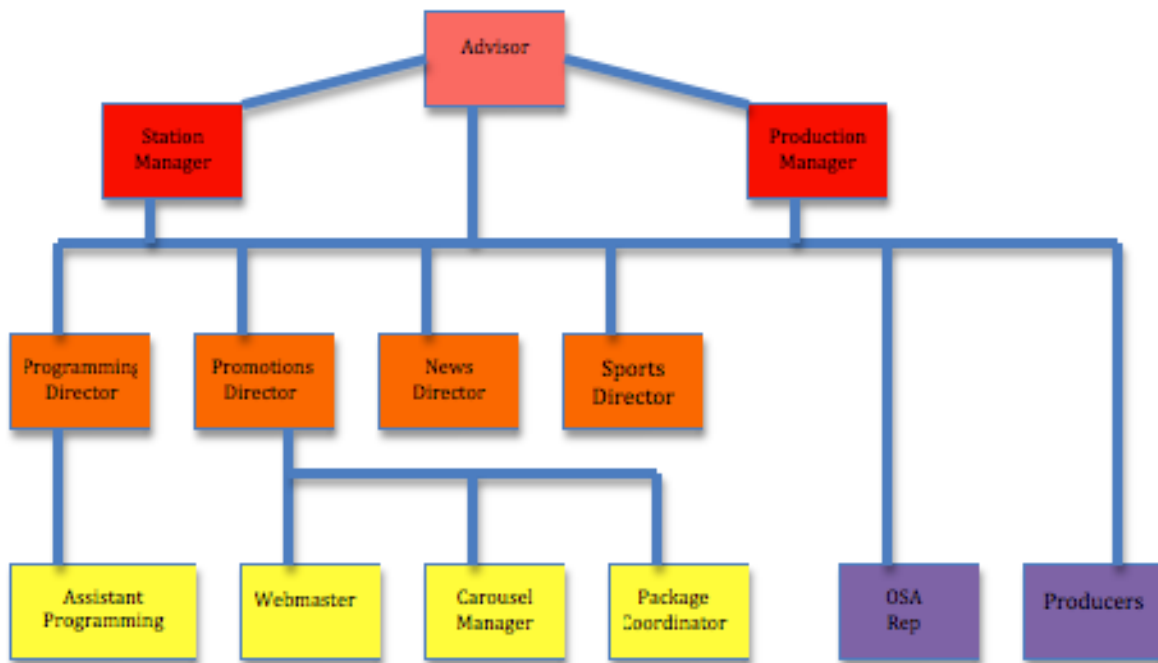 Advisor
Station
Manager
Production
Manager
Programming
Director
Promotions
Director
News
Director
Sports
Director
Assistant
Programming
Webmaster
Carousel
Manager
Package
Coordinator
OSA
Rep
Producers